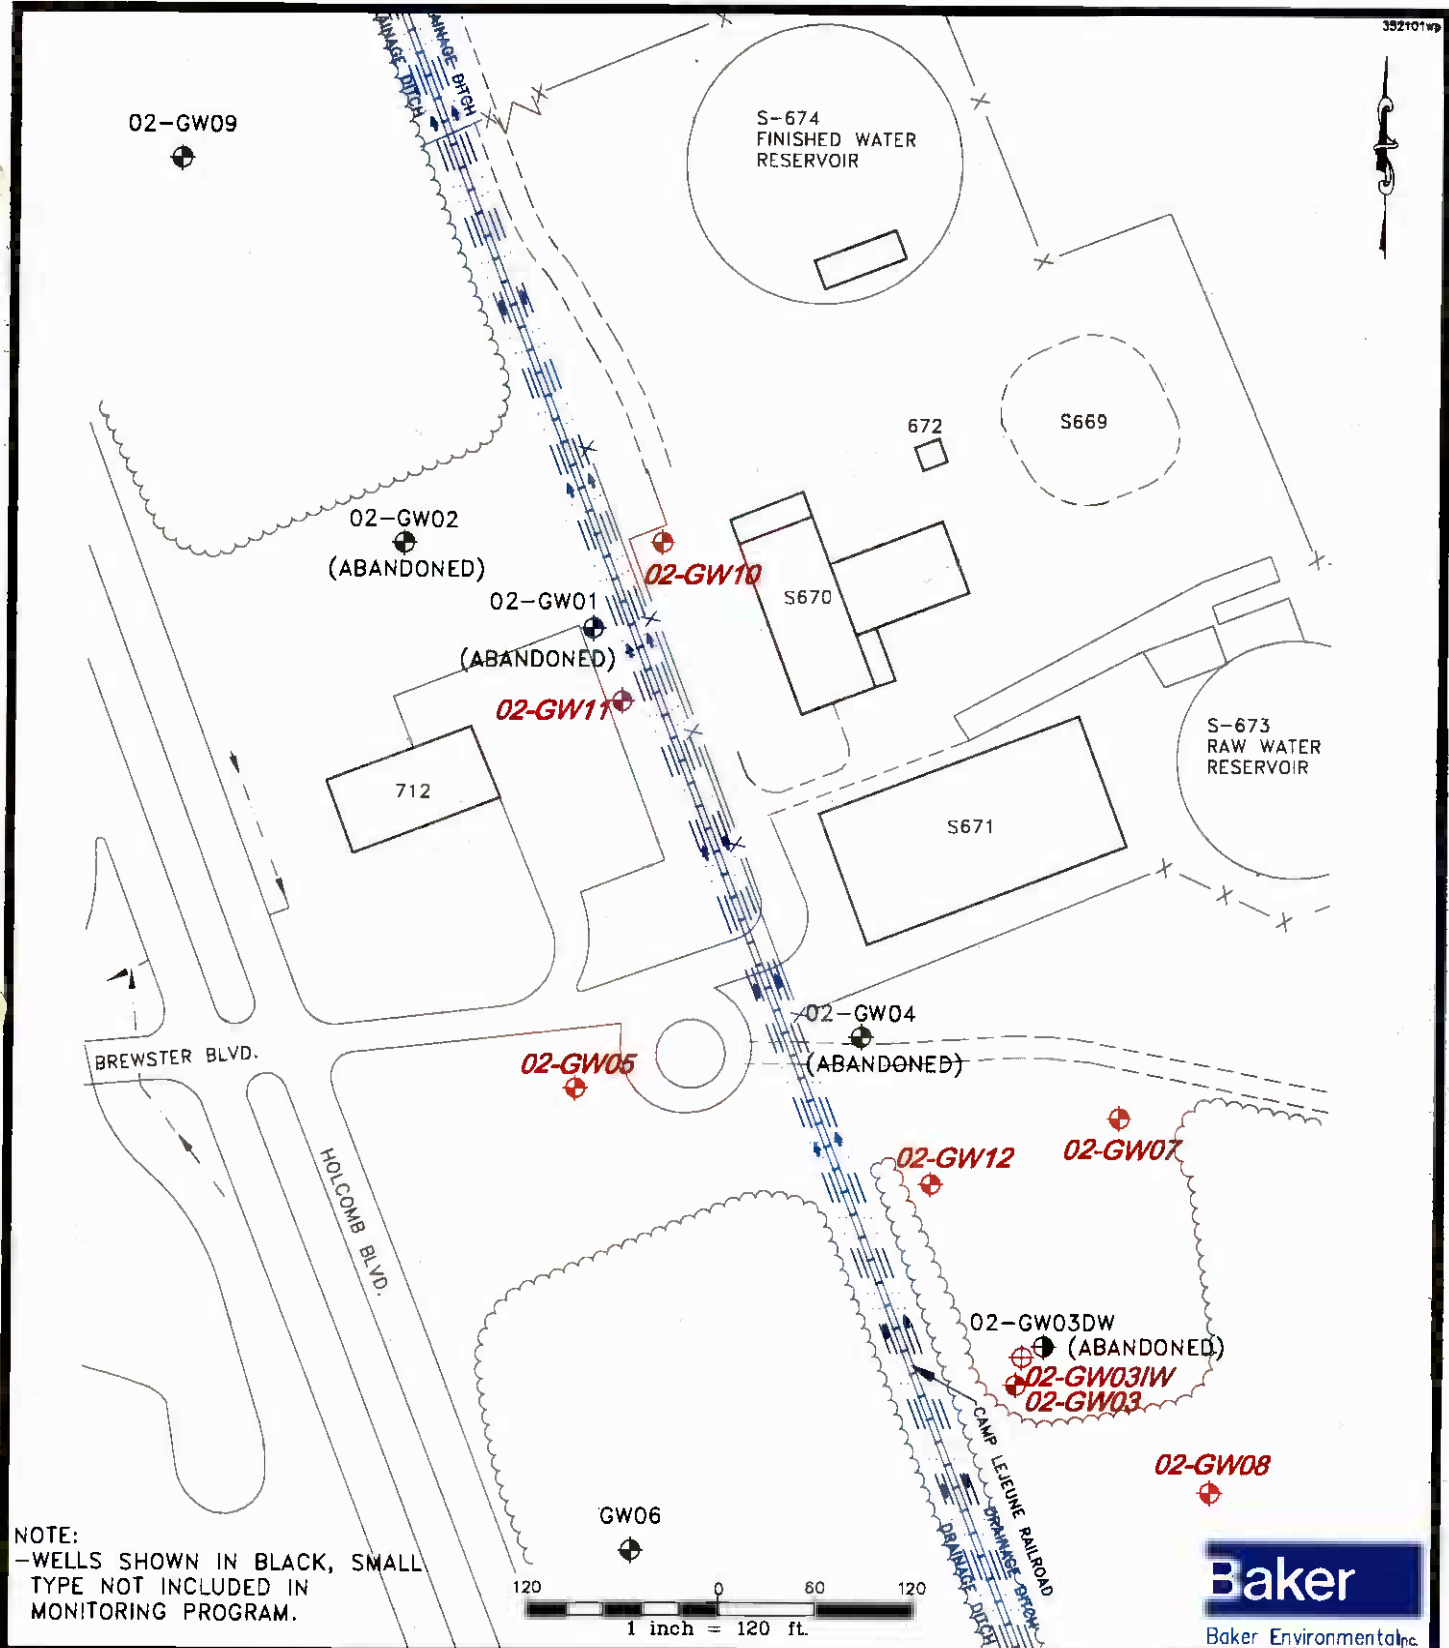 392101wp
DRAINAGE DITCH
DRAINAGE DITCH
02-GW09
S-674
FINISHED WATER
RESERVOIR
672
S669
02-GW02
(ABANDONED)
02-GW10
02-GW01
(ABANDONED)
S670
02-GW11
S-673
RAW WATER
RESERVOIR
712
S671
02-GW04
(ABANDONED)
BREWSTER BLVD.
02-GW05
02-GW07
02-GW12
HOLCOMB BLVD.
02-GW03DW
(ABANDONED)
02-GW03IW
02-GW03
CAMP LEJEUNE RAILROAD
DRAINAGE DITCH
DRAINAGE DITCH
02-GW08
GW06
NOTE:
-WELLS SHOWN IN BLACK, SMALL
TYPE NOT INCLUDED IN
MONITORING PROGRAM.
120 0 60 120
1 inch = 120 ft.
Baker
Baker Environmental, Inc.